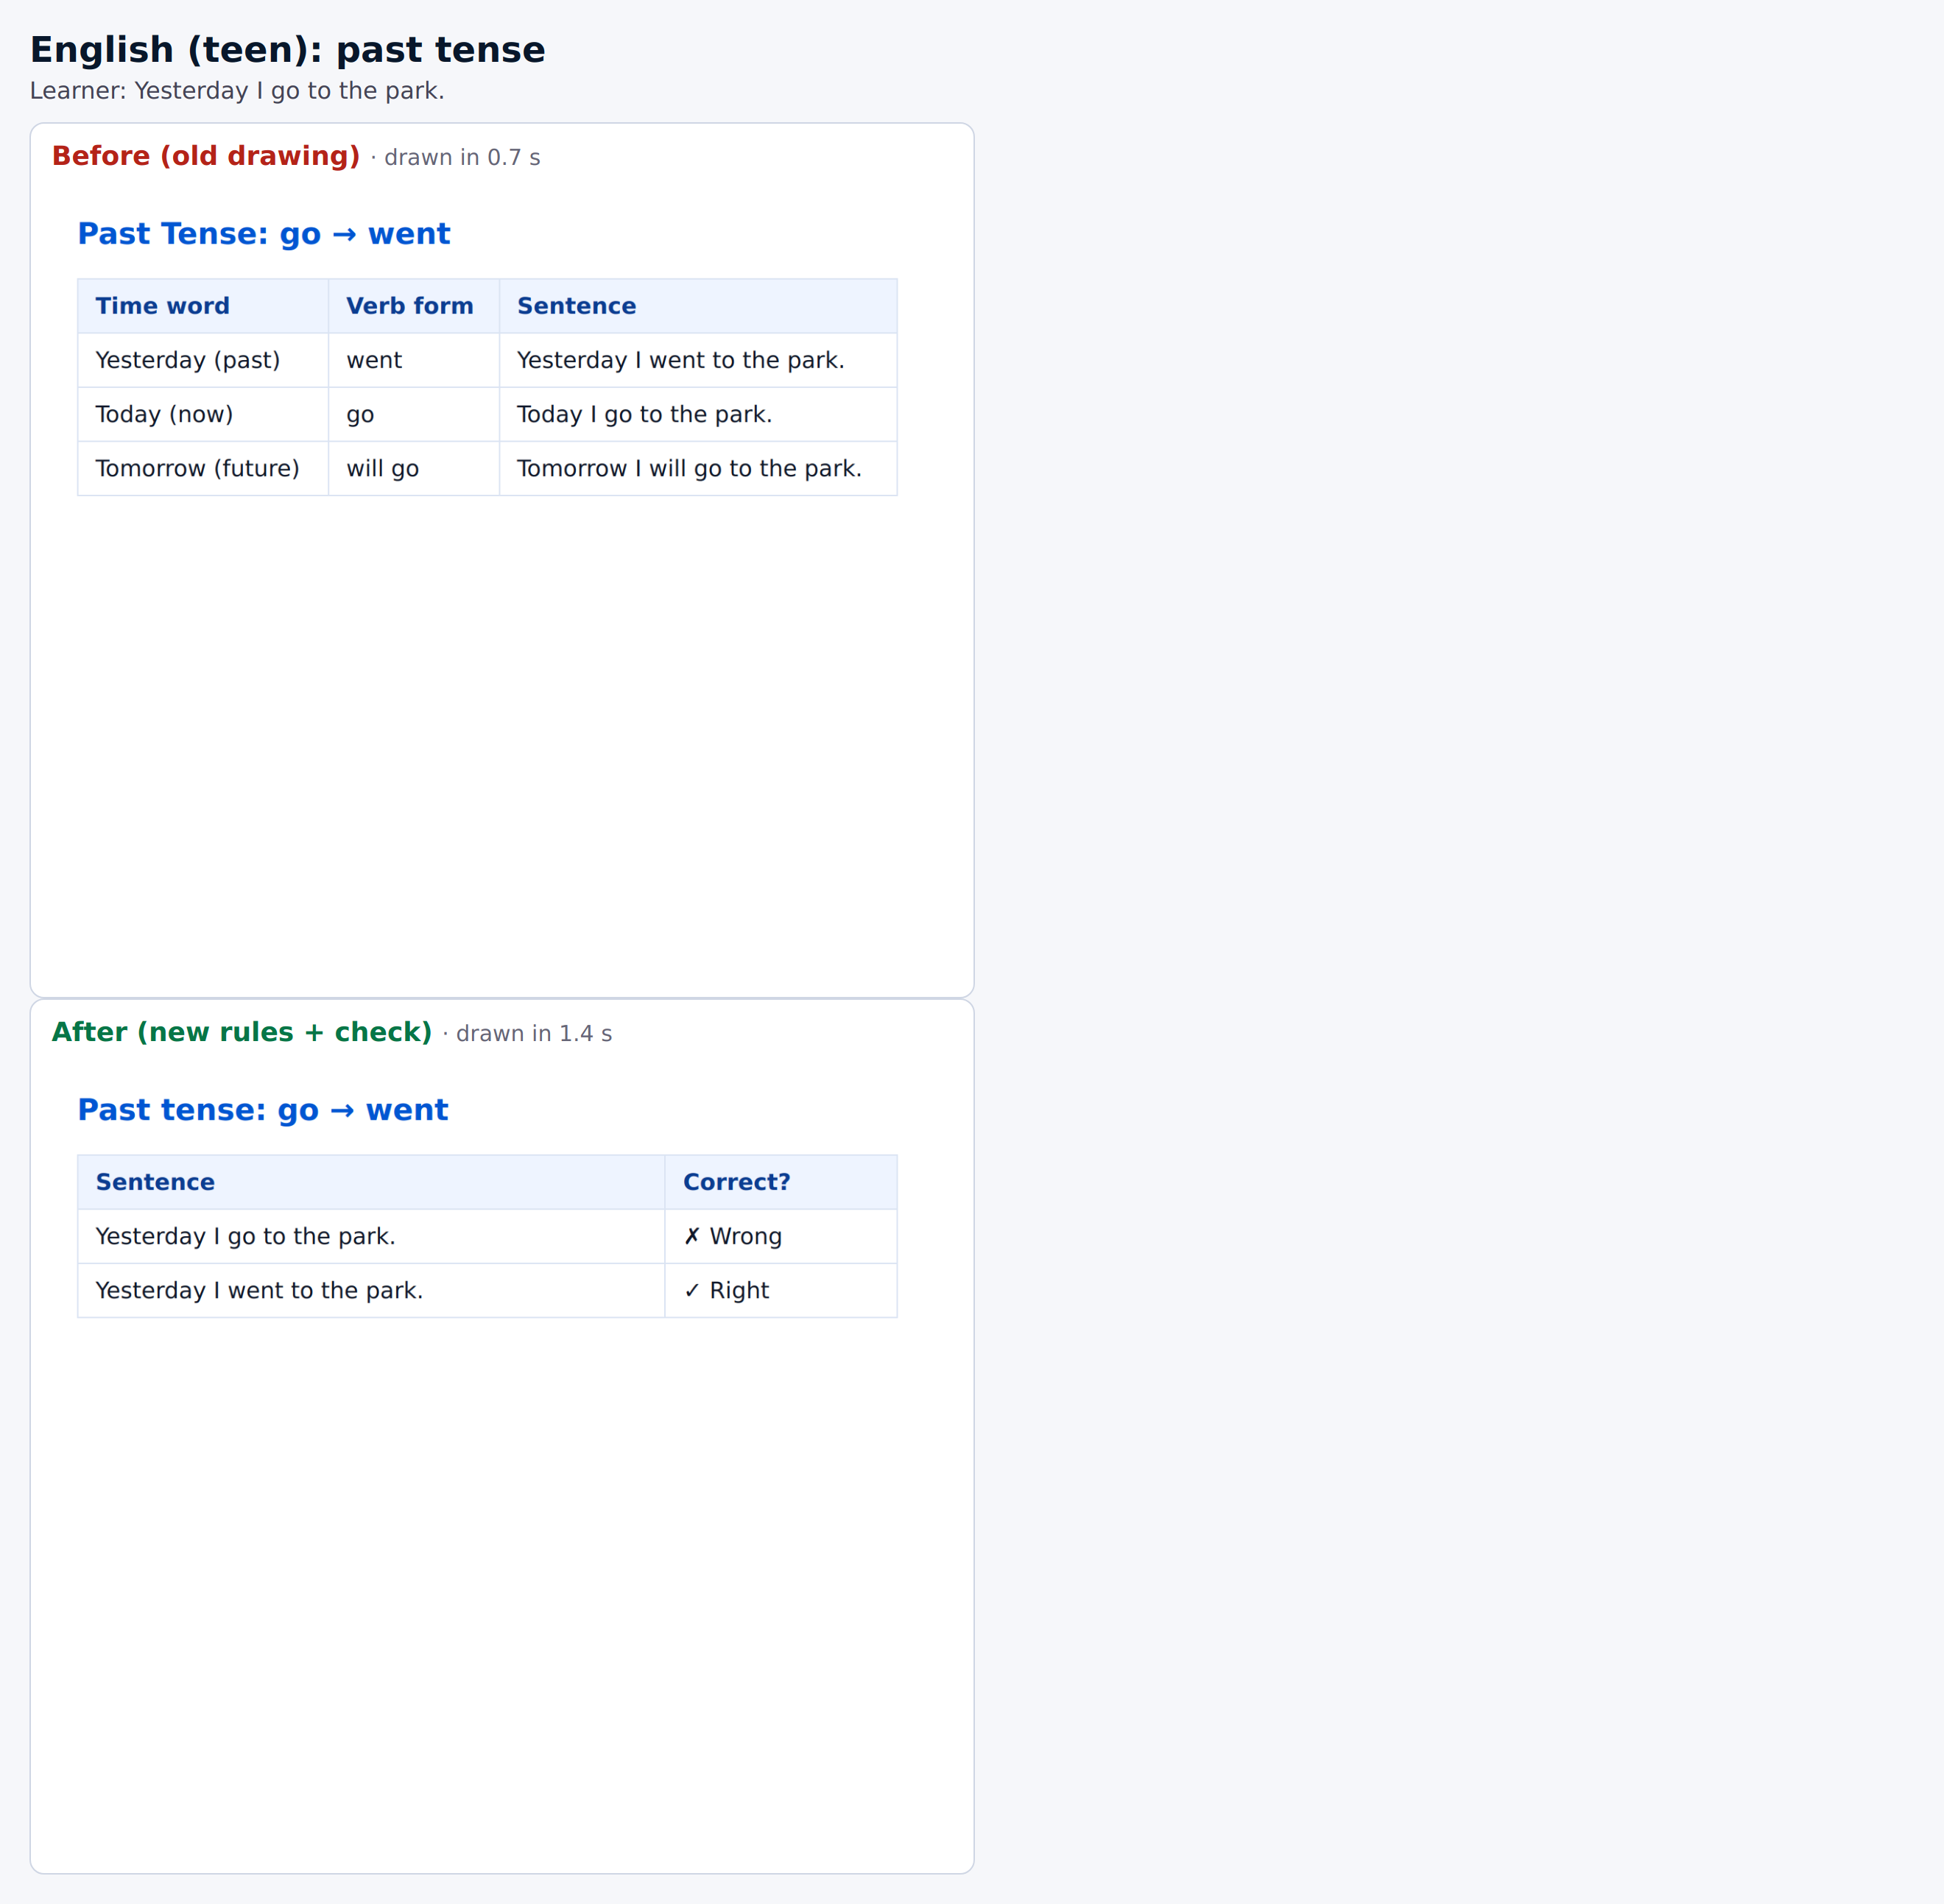 English (teen): past tense
Learner: Yesterday I go to the park.
Before (old drawing) · drawn in 0.7 s
Past Tense: go → went
Time word Verb form Sentence
Yesterday (past) went Yesterday I went to the park.
Today (now) go Today I go to the park.
Tomorrow (future) will go Tomorrow I will go to the park.
After (new rules + check) · drawn in 1.4 s
Past tense: go → went
Sentence Correct?
Yesterday I go to the park. ✗ Wrong
Yesterday I went to the park. ✓ Right